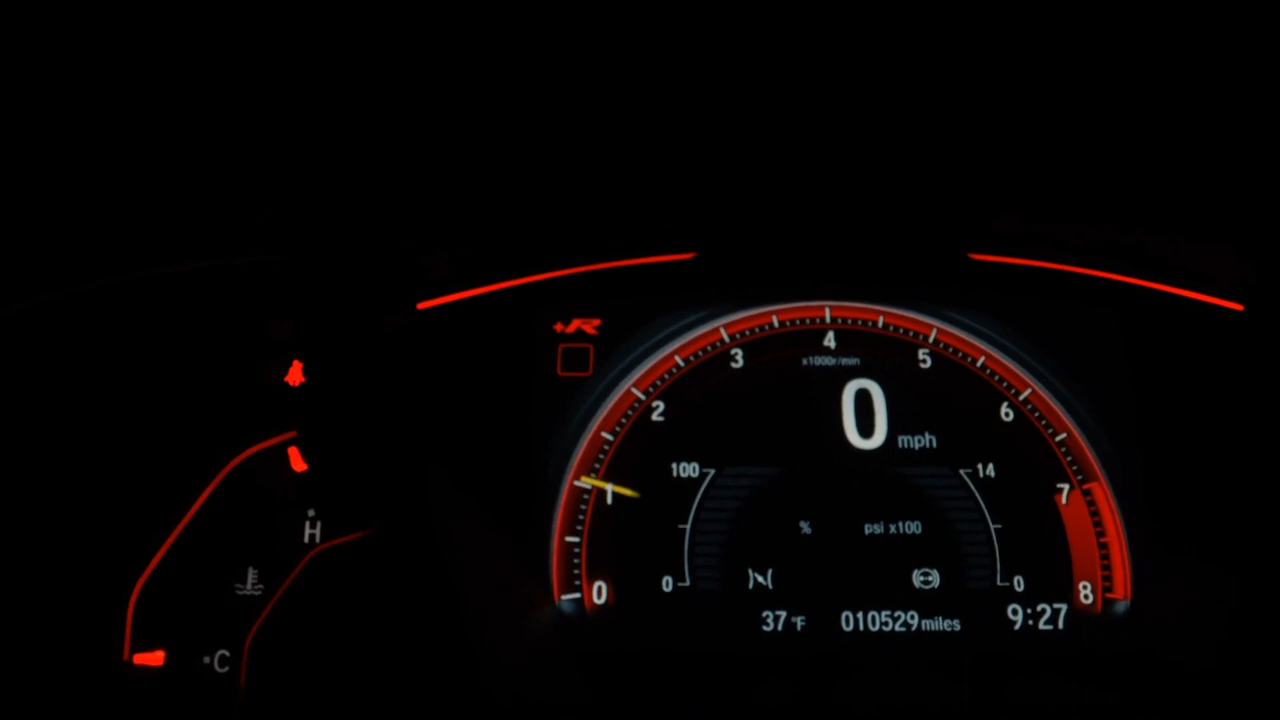 +R
4
3 5
x1000r/min
2 0 6
mph
100 14
1 7
% psi x100
H
0 0
0 8
37°F 010529 miles 9:27
C